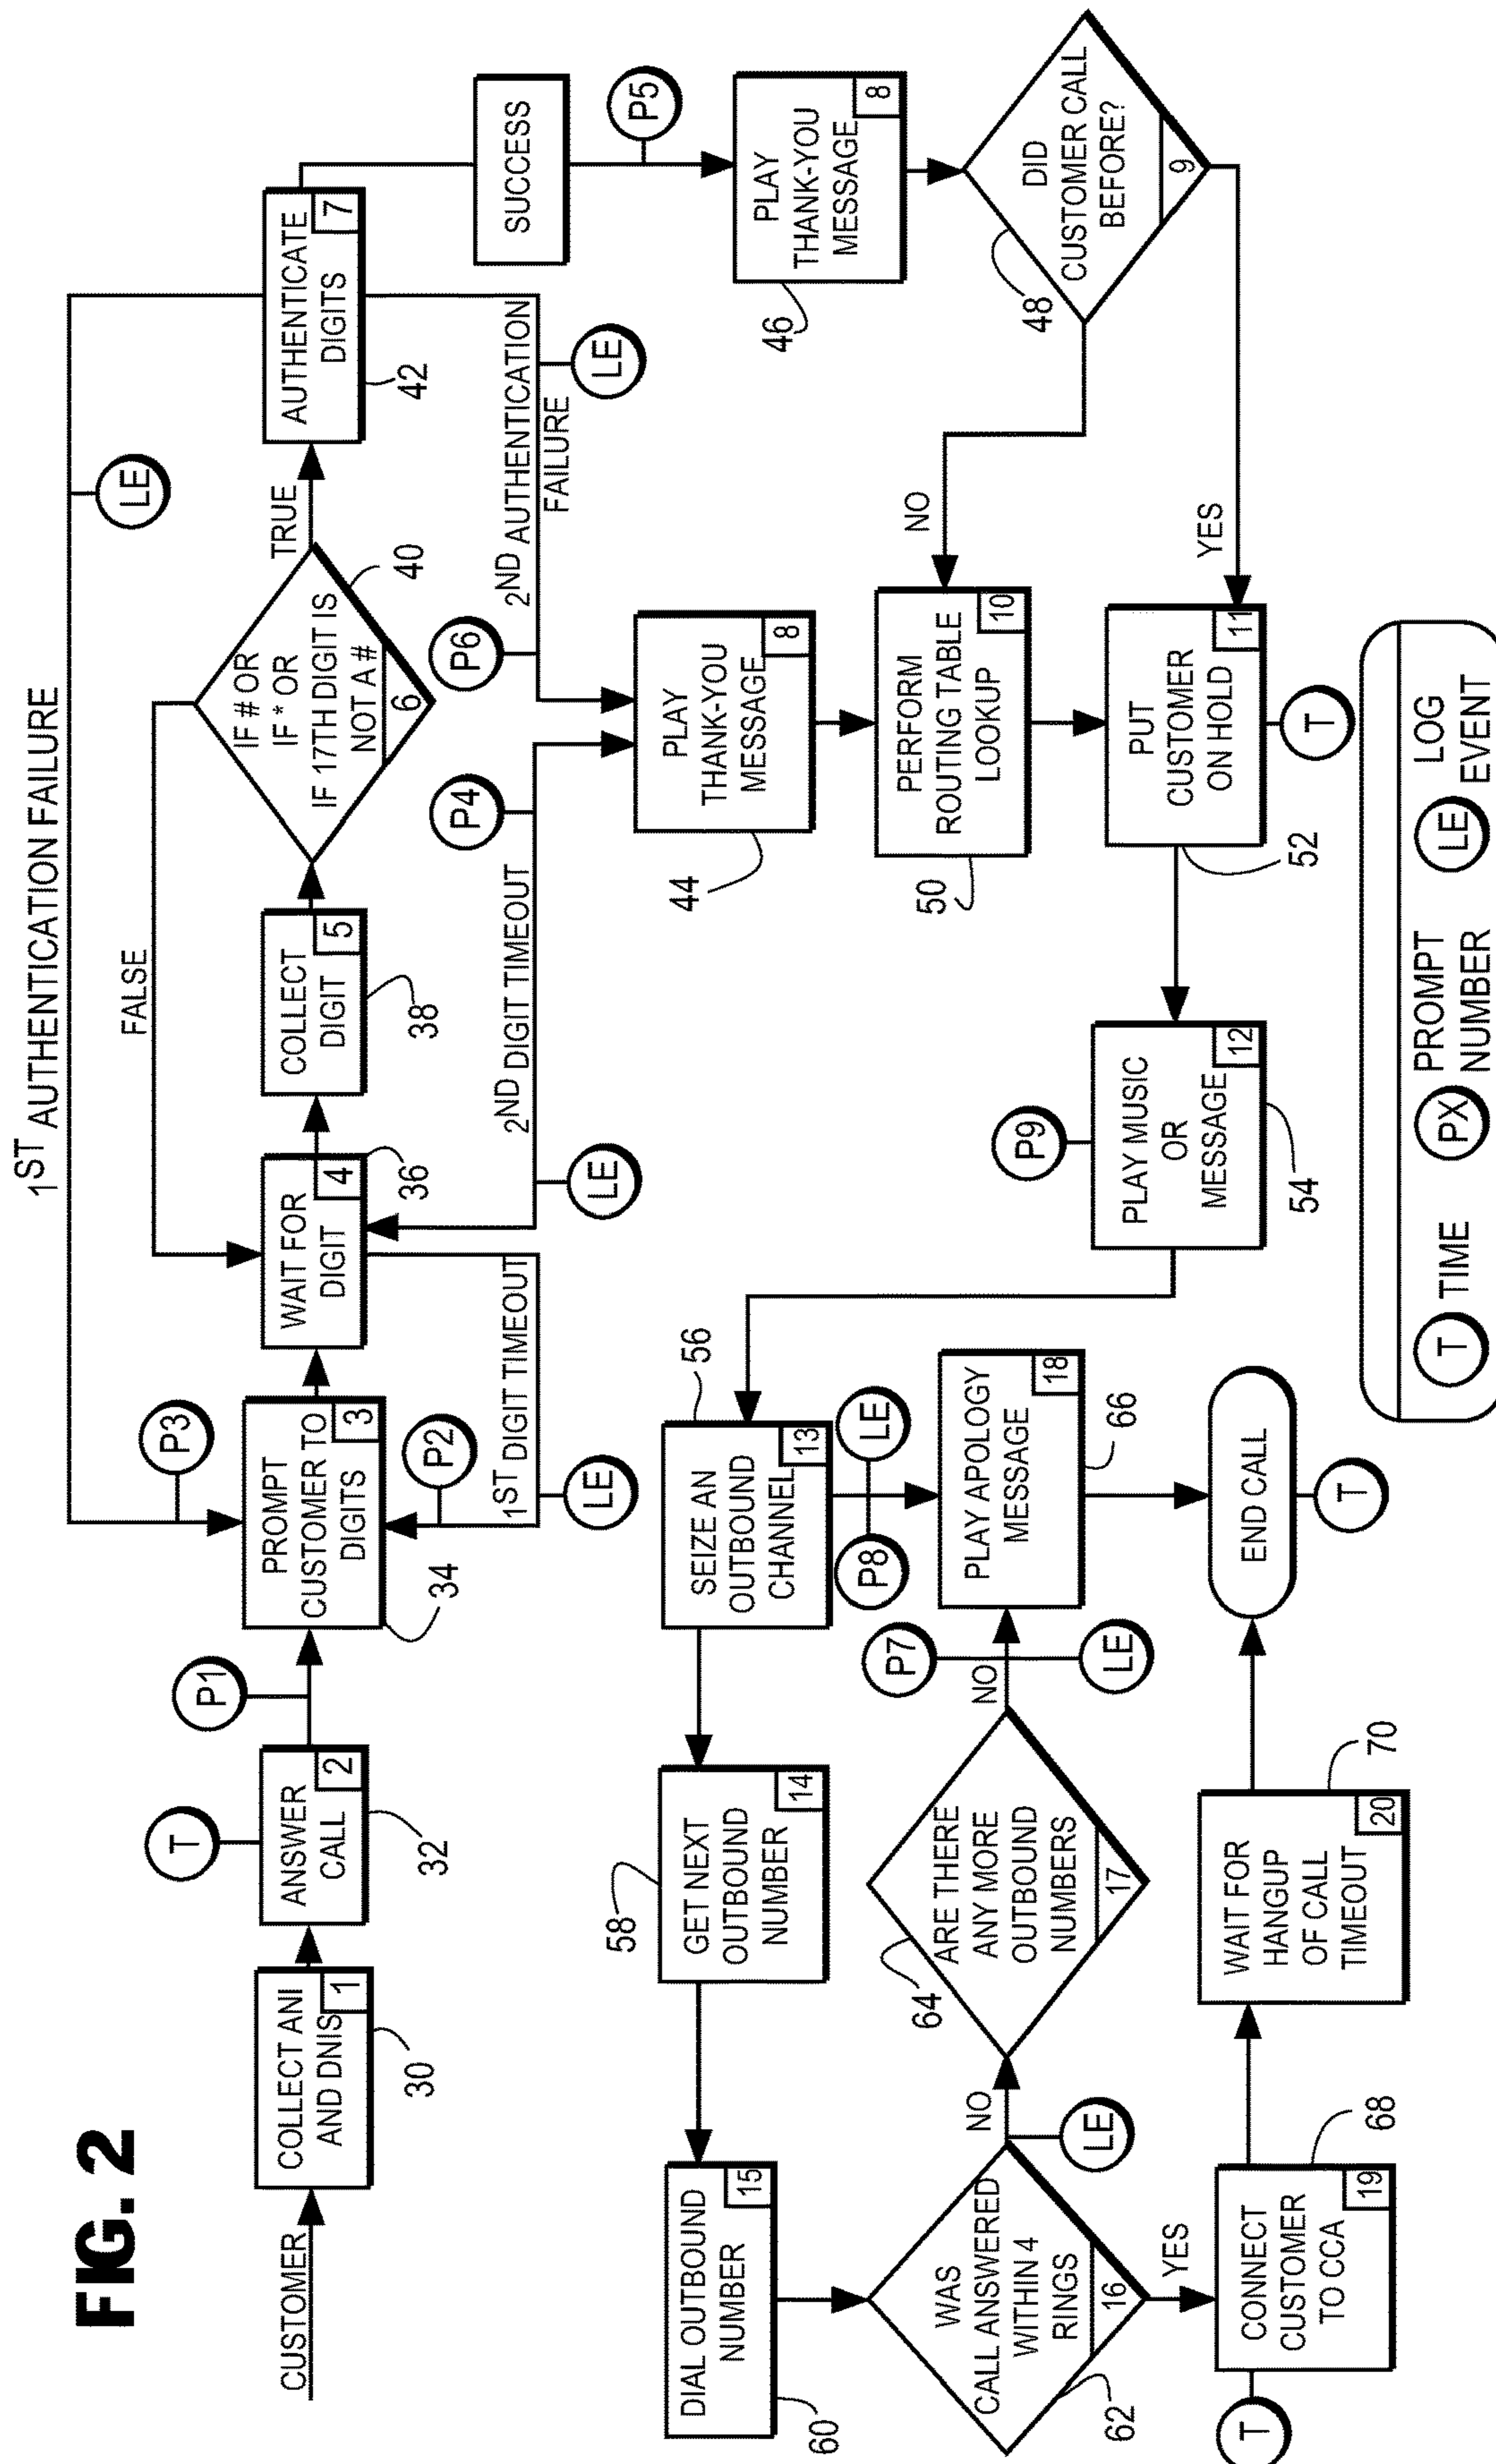 FIG. 2
CUSTOMER
COLLECT ANI
AND DNIS
1
30
T
ANSWER
CALL
2
32
P1
P3
PROMPT
CUSTOMER TO
DIGITS
3
34
P2
1ST DIGIT TIMEOUT
LE
1ST AUTHENTICATION FAILURE
LE
FALSE
WAIT FOR
DIGIT
4
36
COLLECT
DIGIT
5
38
IF # OR
IF * OR
IF 17TH DIGIT IS
NOT A #
6
40
TRUE
AUTHENTICATE
DIGITS
7
42
2ND DIGIT TIMEOUT
LE
P4
P6
2ND AUTHENTICATION
FAILURE
LE
SUCCESS
P5
PLAY
THANK-YOU
MESSAGE
8
44
PLAY
THANK-YOU
MESSAGE
8
46
DID
CUSTOMER CALL
BEFORE?
9
48
NO
YES
PERFORM
ROUTING TABLE
LOOKUP
10
50
PUT
CUSTOMER
ON HOLD
11
52
T
P9
PLAY MUSIC
OR
MESSAGE
12
54
SEIZE AN
OUTBOUND
CHANNEL
13
56
P8
LE
GET NEXT
OUTBOUND
NUMBER
14
58
DIAL OUTBOUND
NUMBER
15
60
WAS
CALL ANSWERED
WITHIN 4
RINGS
16
62
NO
LE
YES
ARE THERE
ANY MORE
OUTBOUND
NUMBERS
17
64
P7
NO
LE
PLAY APOLOGY
MESSAGE
18
66
T
CONNECT
CUSTOMER
TO CCA
19
68
WAIT FOR
HANGUP
OF CALL
TIMEOUT
20
70
END CALL
T
T TIME
PX PROMPT
NUMBER
LE LOG
EVENT